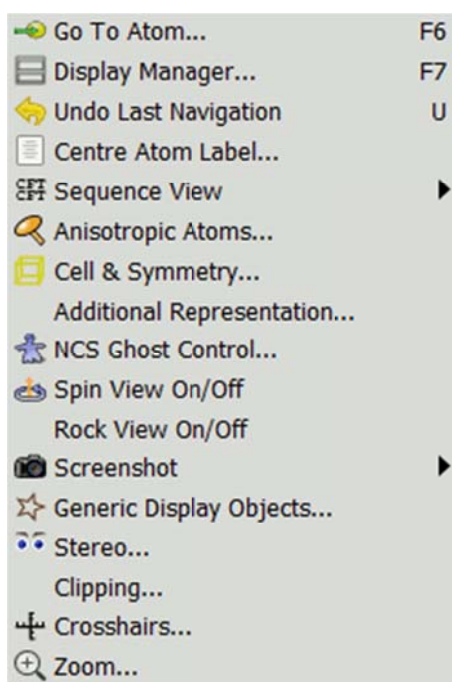 Go To Atom... F6
Display Manager... F7
Undo Last Navigation U
Centre Atom Label...
Sequence View
Anisotropic Atoms...
Cell & Symmetry...
Additional Representation...
NCS Ghost Control...
Spin View On/Off
Rock View On/Off
Screenshot
Generic Display Objects...
Stereo...
Clipping...
Crosshairs...
Zoom...